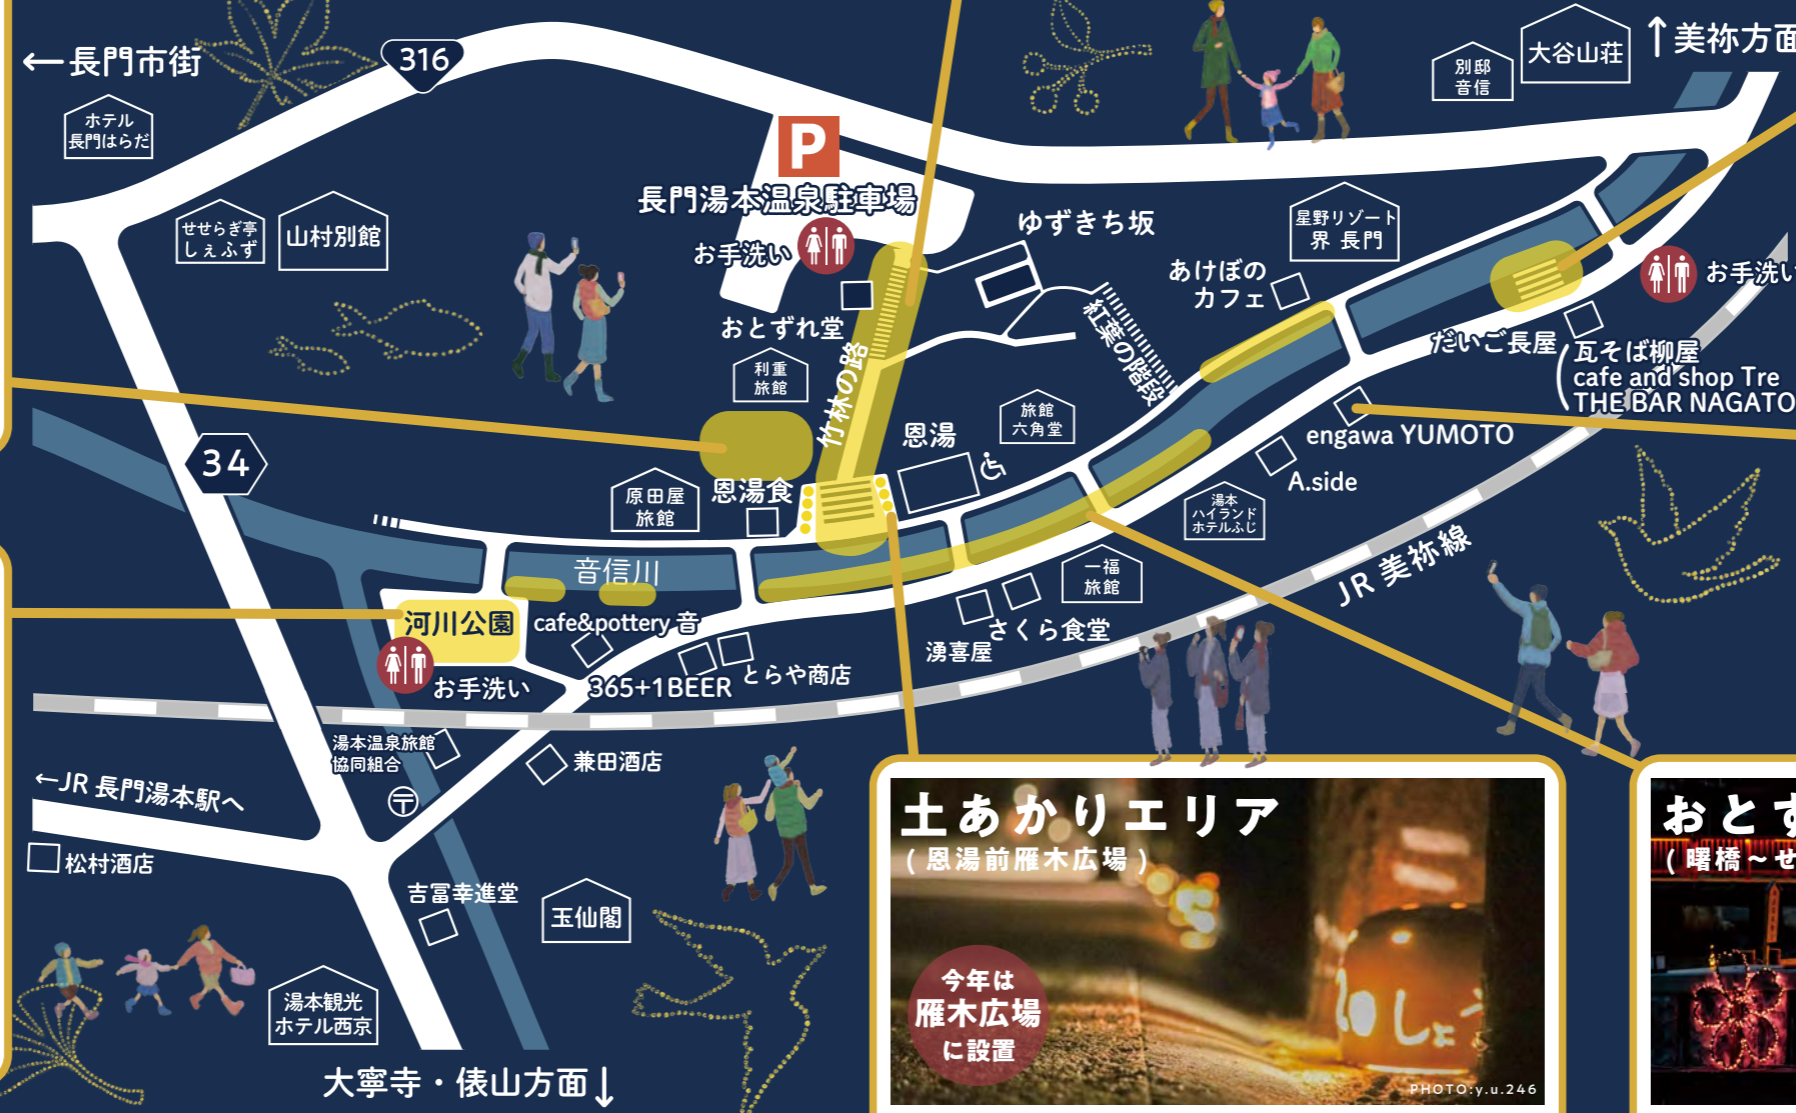 ←長門市街
316
ホテル
長門はらだ
せせらぎ亭
しぇふず
山村別館
P
長門湯本温泉駐車場
お手洗い
おとずれ堂
利重
旅館
竹林の路
ゆずきち坂
紅葉の階段
あけぼの
カフェ
星野リゾート
界 長門
別邸
音信
大谷山荘
↑美祢方面
お手洗い
だいご長屋
瓦そば柳屋
cafe and shop Tre
THE BAR NAGATO
engawa YUMOTO
A.side
湯本
ハイランド
ホテルふじ
旅館
六角堂
恩湯
恩湯食
原田屋
旅館
34
音信川
河川公園
お手洗い
cafe&pottery 音
365+1BEER
とらや商店
湧喜屋
さくら食堂
一福
旅館
JR 美祢線
湯本温泉旅館
協同組合
〒
兼田酒店
←JR 長門湯本駅へ
松村酒店
吉冨幸進堂
玉仙閣
湯本観光
ホテル西京
大寧寺・俵山方面↓
土あかりエリア
(恩湯前雁木広場)
今年は
雁木広場
に設置
しょう
PHOTO:y.u.246
おとず
(曙橋～せ